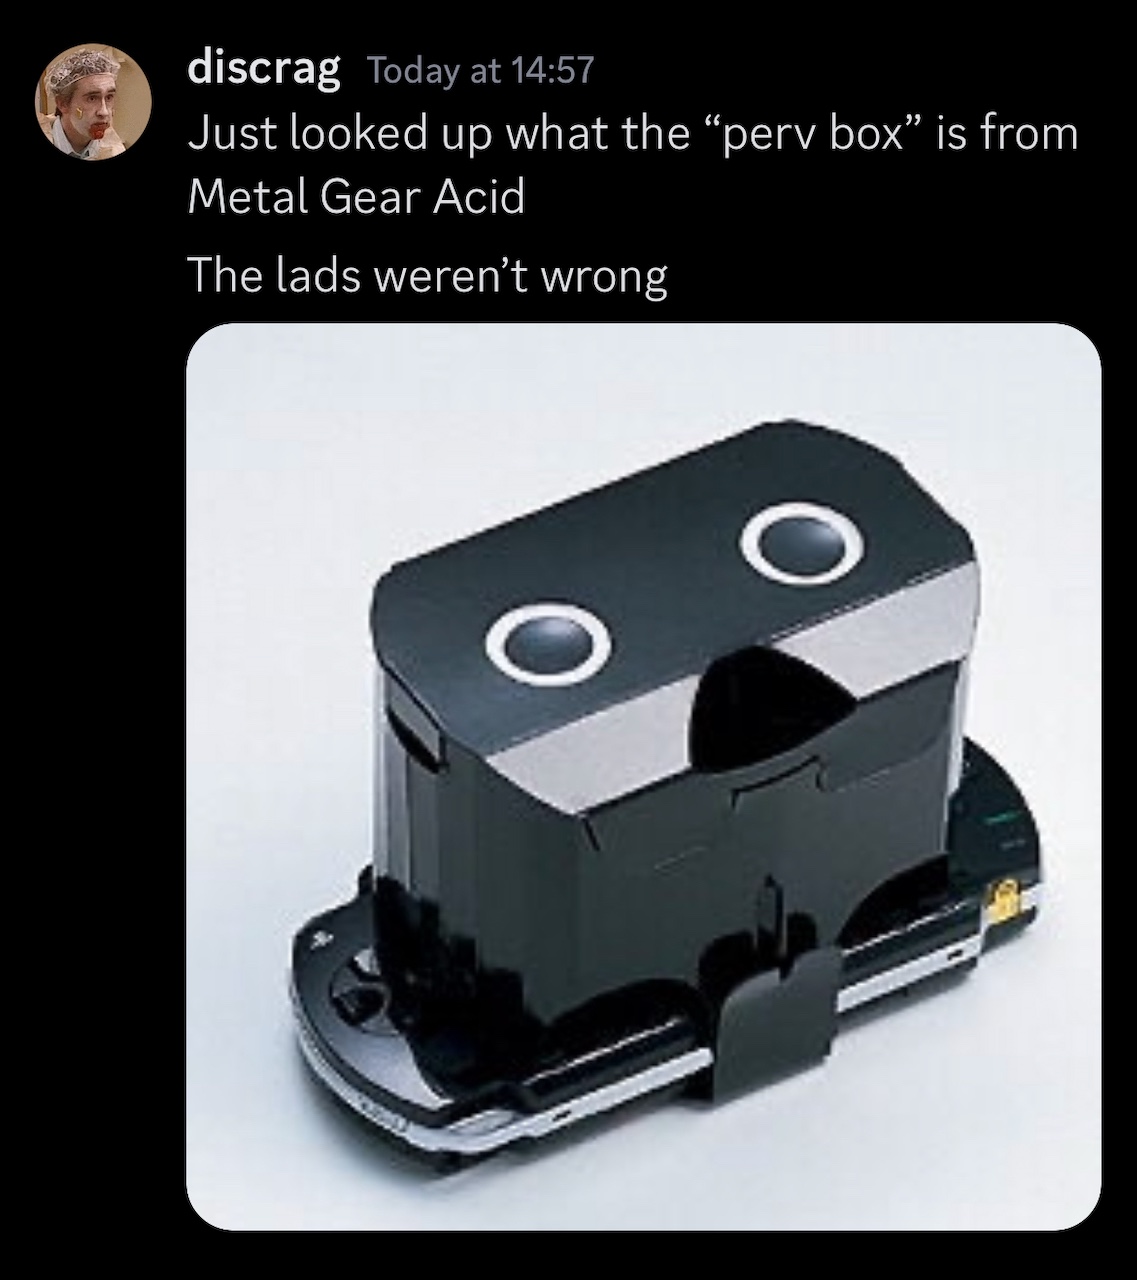 discrag Today at 14:57
Just looked up what the “perv box” is from
Metal Gear Acid
The lads weren’t wrong